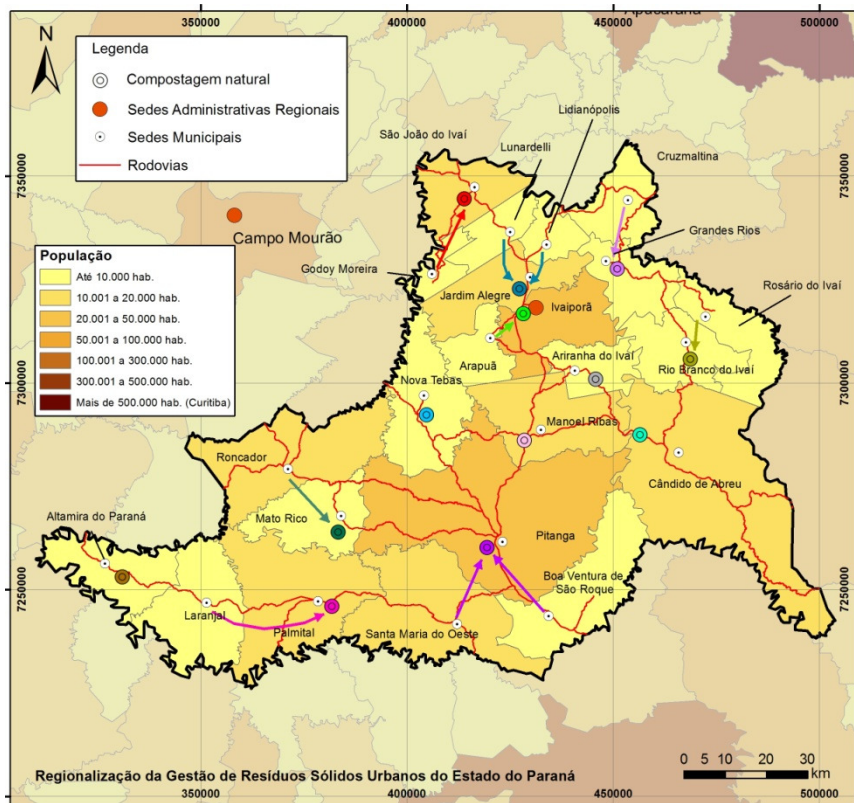 350000
400000
450000
500000
Apucarana
N
Legenda
Compostagem natural
Sedes Administrativas Regionais
Sedes Municipais
Rodovias
Lidianópolis
São João do Ivaí
Lunardelli
Cruzmaltina
7350000
7350000
Campo Mourão
Grandes Rios
População
Até 10.000 hab.
10.001 a 20.000 hab.
20.001 a 50.000 hab.
50.001 a 100.000 hab.
100.001 a 300.000 hab.
300.001 a 500.000 hab.
Mais de 500.000 hab. (Curitiba)
Godoy Moreira
Rosário do Ivaí
Jardim Alegre
Ivaiporã
Arapuã
Ariranha do Ivaí
Rio Branco do Ivaí
7300000
7300000
Nova Tebas
Manoel Ribas
Roncador
Cândido de Abreu
Mato Rico
Altamira do Paraná
Pitanga
Boa Ventura de
São Roque
7250000
7250000
Laranjal
Palmital
Santa Maria do Oeste
Regionalização da Gestão de Resíduos Sólidos Urbanos do Estado do Paraná
0 5 10 20 30
km
350000
400000
450000
500000